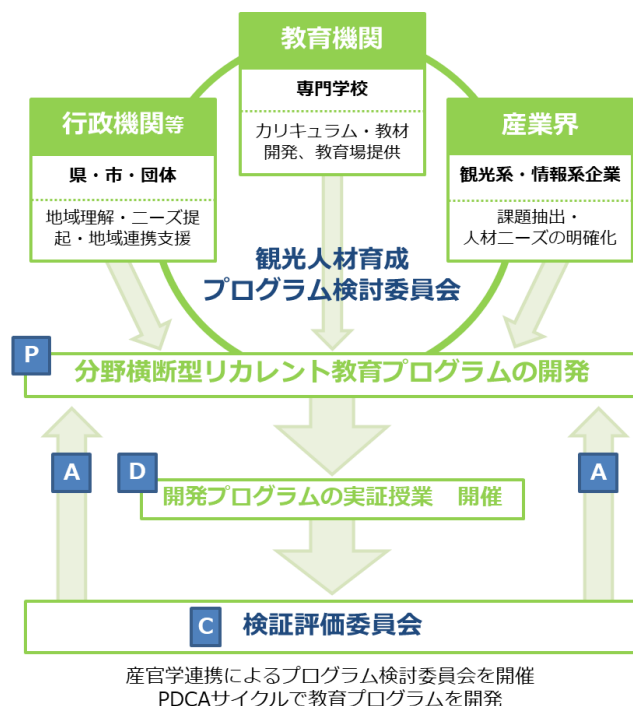 教育機関
専門学校
カリキュラム・教材
開発、教育場提供
行政機関等
県・市・団体
地域理解・ニーズ提
起・地域連携支援
産業界
観光系・情報系企業
課題抽出・
人材ニーズの明確化
観光人材育成
プログラム検討委員会
P
分野横断型リカレント教育プログラムの開発
A
D
開発プログラムの実証授業　開催
A
C
検証評価委員会
産官学連携によるプログラム検討委員会を開催
PDCAサイクルで教育プログラムを開発